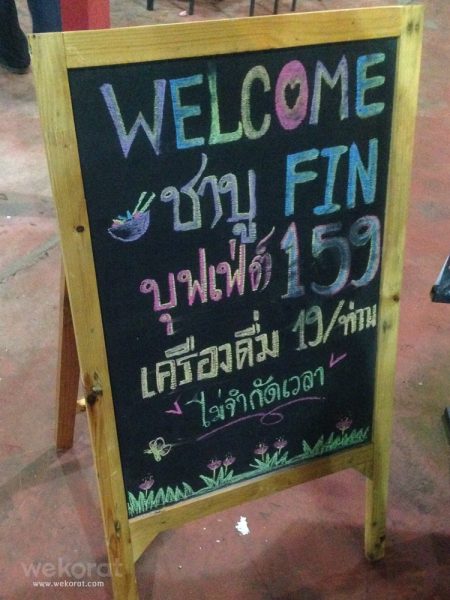 WELCOME
ชาบู FIN
บุฟเฟ่ต์ 159
เครื่องดื่ม 19/ท่าน
ไม่จำกัดเวลา
wekorat
www.wekorat.com